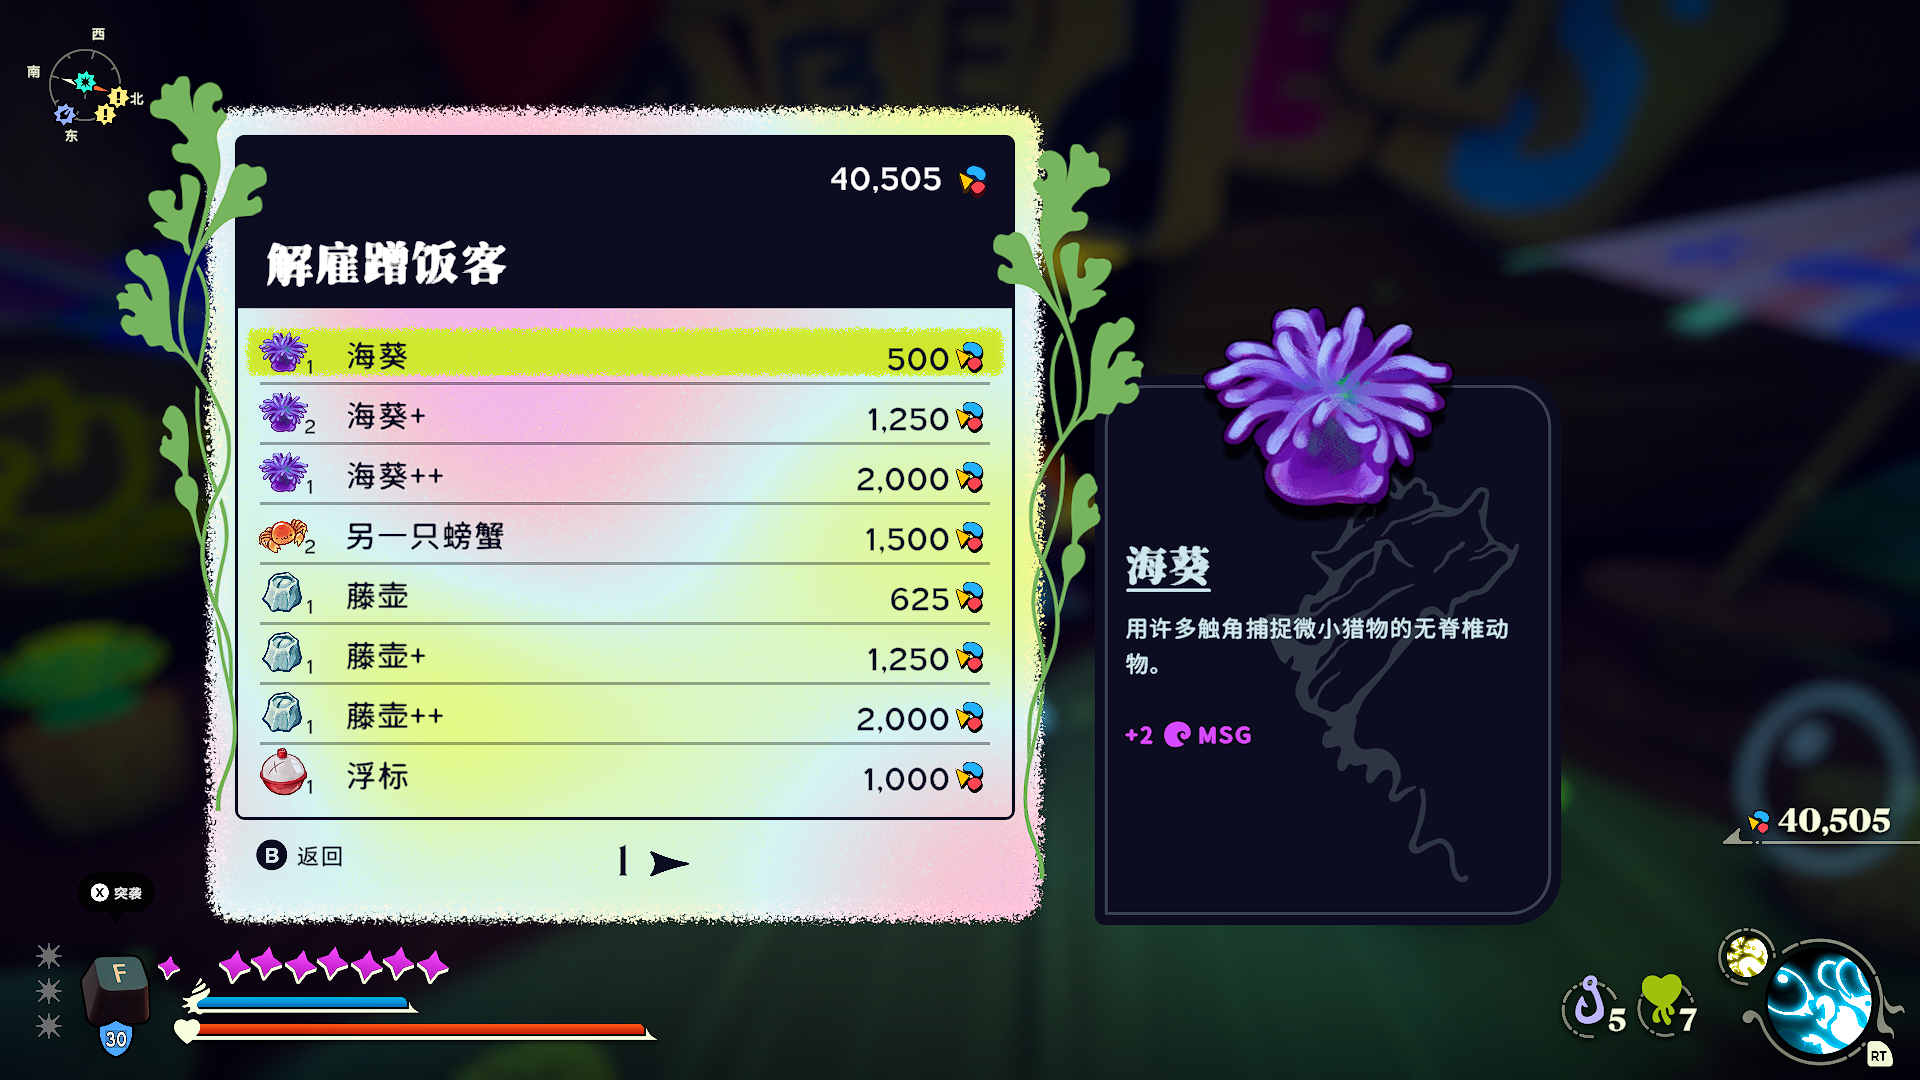 西
南
北
东
40,505
解雇蹭饭客
1 海葵 500
2 海葵+ 1,250
1 海葵++ 2,000
2 另一只螃蟹 1,500
1 藤壶 625
1 藤壶+ 1,250
1 藤壶++ 2,000
1 浮标 1,000
B 返回
1
海葵
用许多触角捕捉微小猎物的无脊椎动
物。
+2 MSG
40,505
X 突袭
F
30
5
7
RT